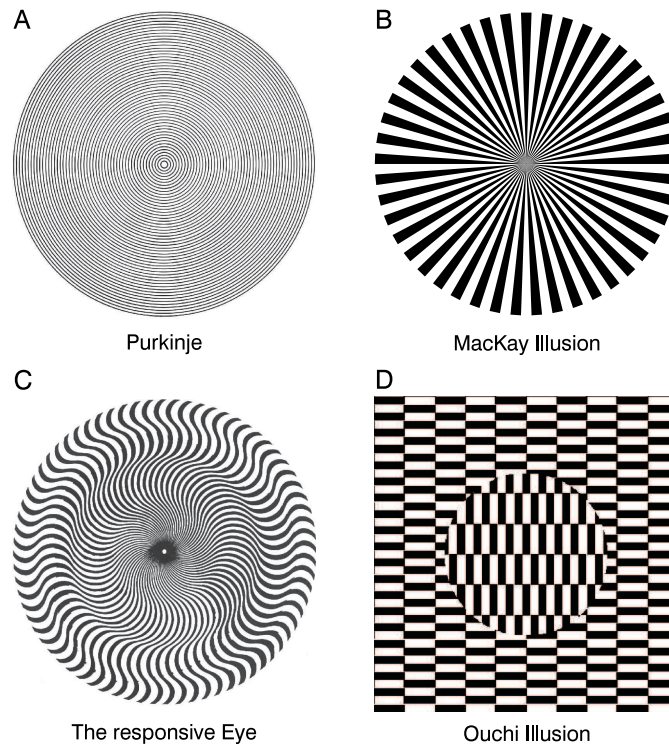 A
B
Purkinje
MacKay Illusion
C
D
The responsive Eye
Ouchi Illusion